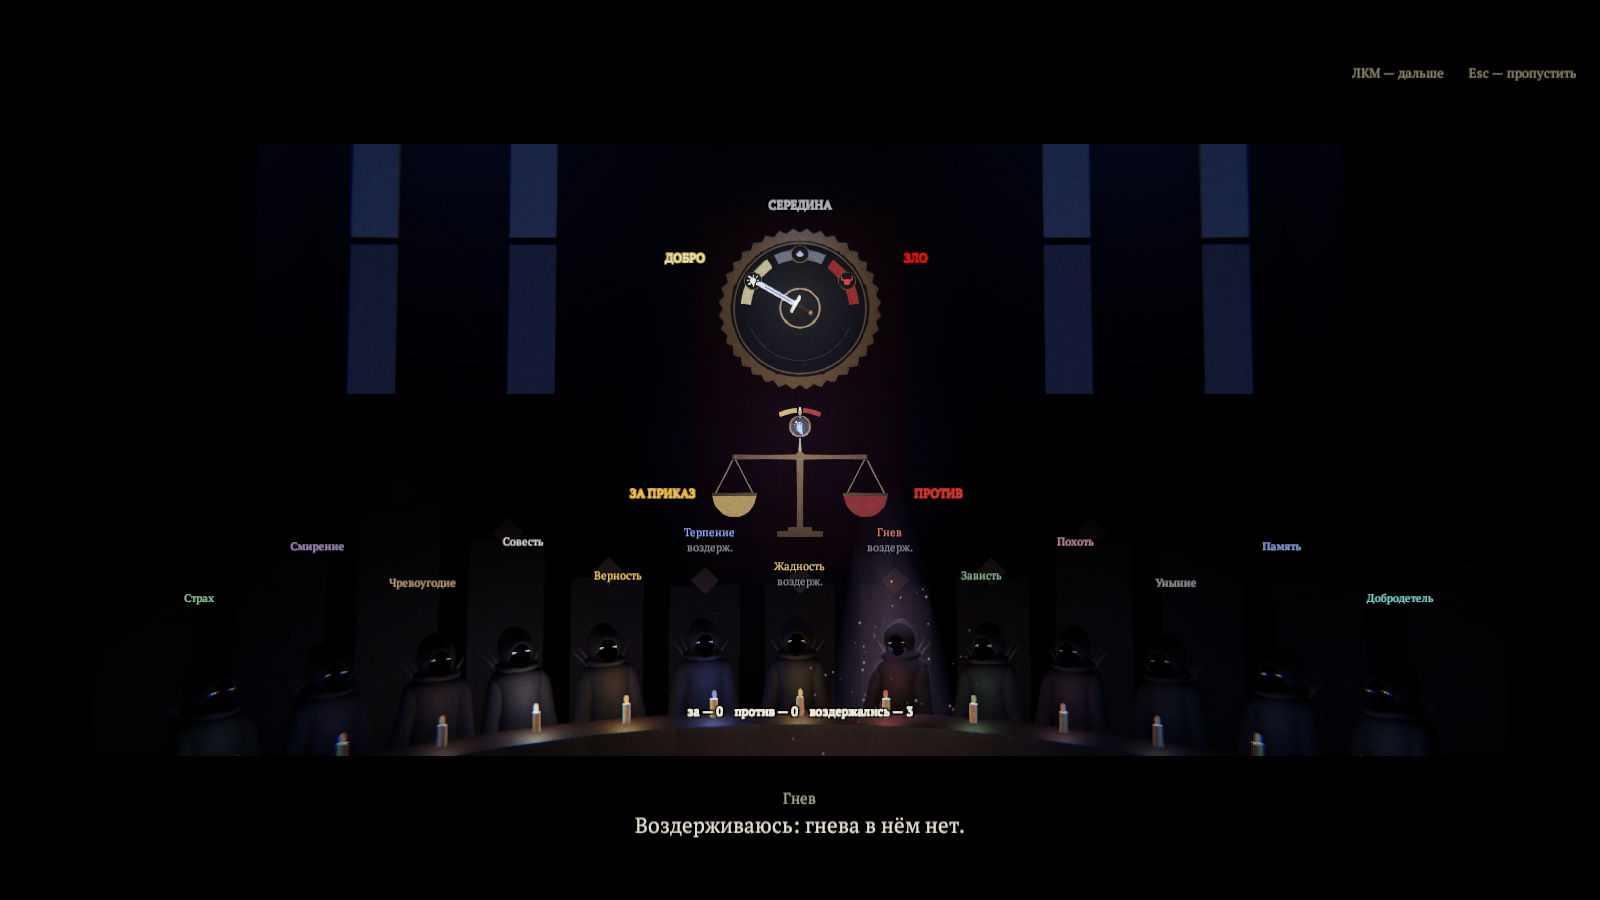 ЛКМ — дальше Esc — пропустить
СЕРЕДИНА
ДОБРО
ЗЛО
ЗА ПРИКАЗ
ПРОТИВ
Терпение
воздерж.
Гнев
воздерж.
Смирение
Совесть
Похоть
Память
Жадность
воздерж.
Чревоугодие
Верность
Зависть
Уныние
Страх
Добродетель
за — 0 против — 0 воздержались — 3
Гнев
Воздерживаюсь: гнева в нём нет.